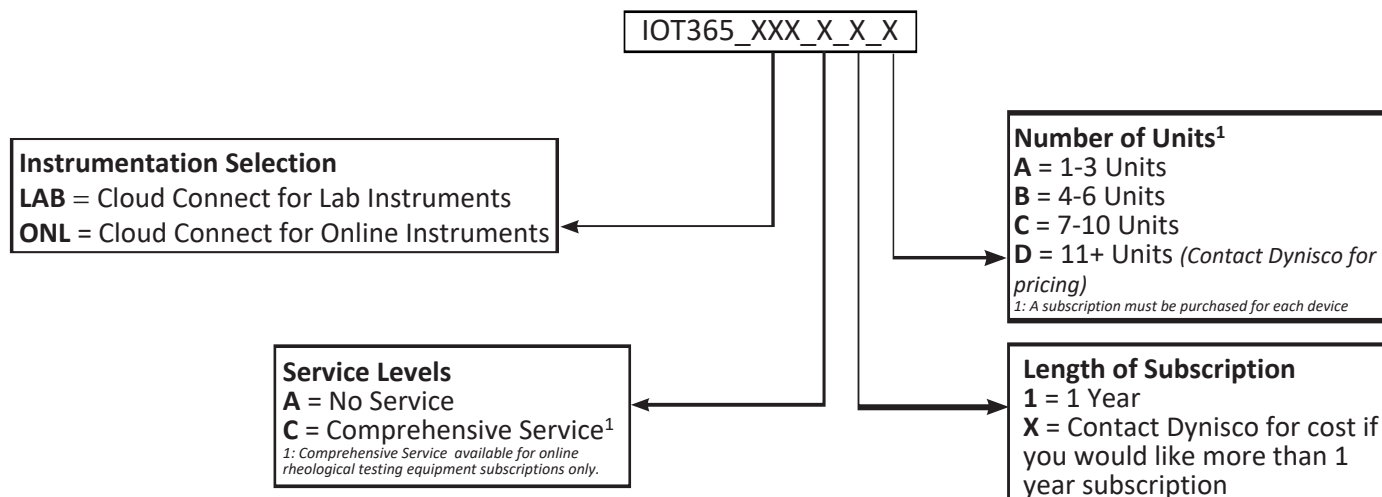 IOT365_XXX_X_X_X
Instrumentation Selection
LAB = Cloud Connect for Lab Instruments
ONL = Cloud Connect for Online Instruments
Number of Units1
A = 1-3 Units
B = 4-6 Units
C = 7-10 Units
D = 11+ Units (Contact Dynisco for
pricing)
1: A subscription must be purchased for each device
Service Levels
A = No Service
C = Comprehensive Service1
1: Comprehensive Service available for online
rheological testing equipment subscriptions only.
Length of Subscription
1 = 1 Year
X = Contact Dynisco for cost if
you would like more than 1
year subscription